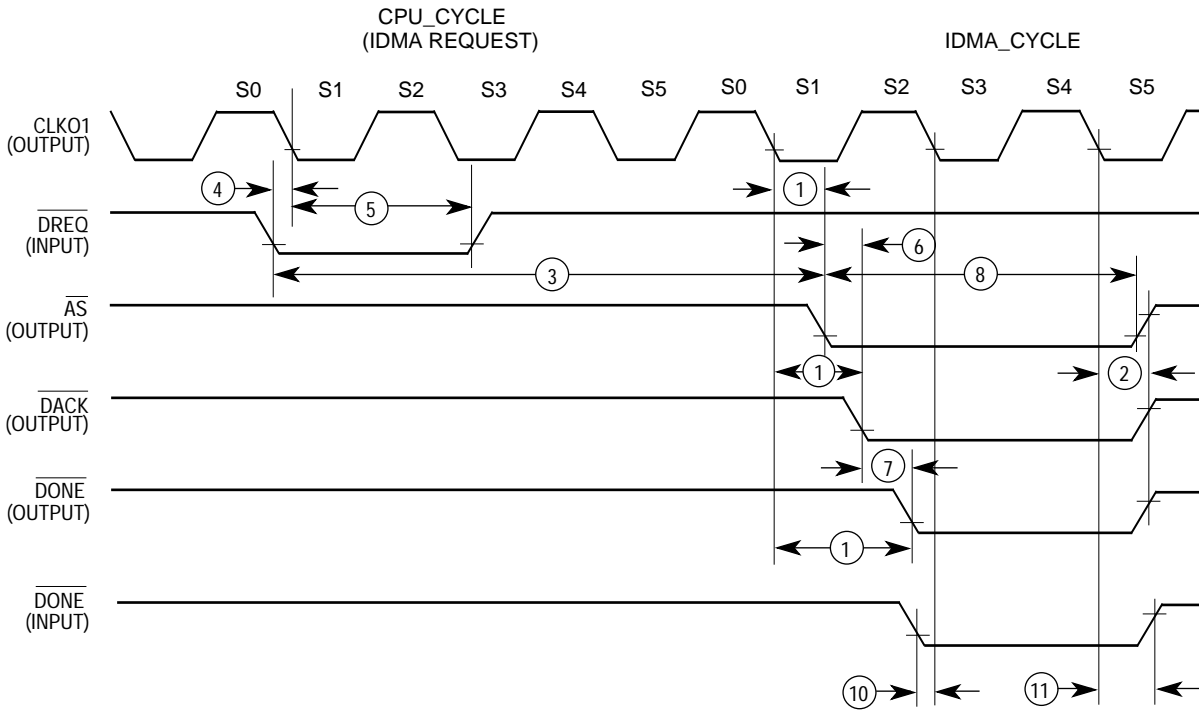 CPU_CYCLE
(IDMA REQUEST)
IDMA_CYCLE
S0 S1 S2 S3 S4 S5 S0 S1 S2 S3 S4 S5
CLKO1
(OUTPUT)
4
5
1
DREQ
(INPUT)
6
3
8
AS
(OUTPUT)
1
2
DACK
(OUTPUT)
7
DONE
(OUTPUT)
1
DONE
(INPUT)
10
11